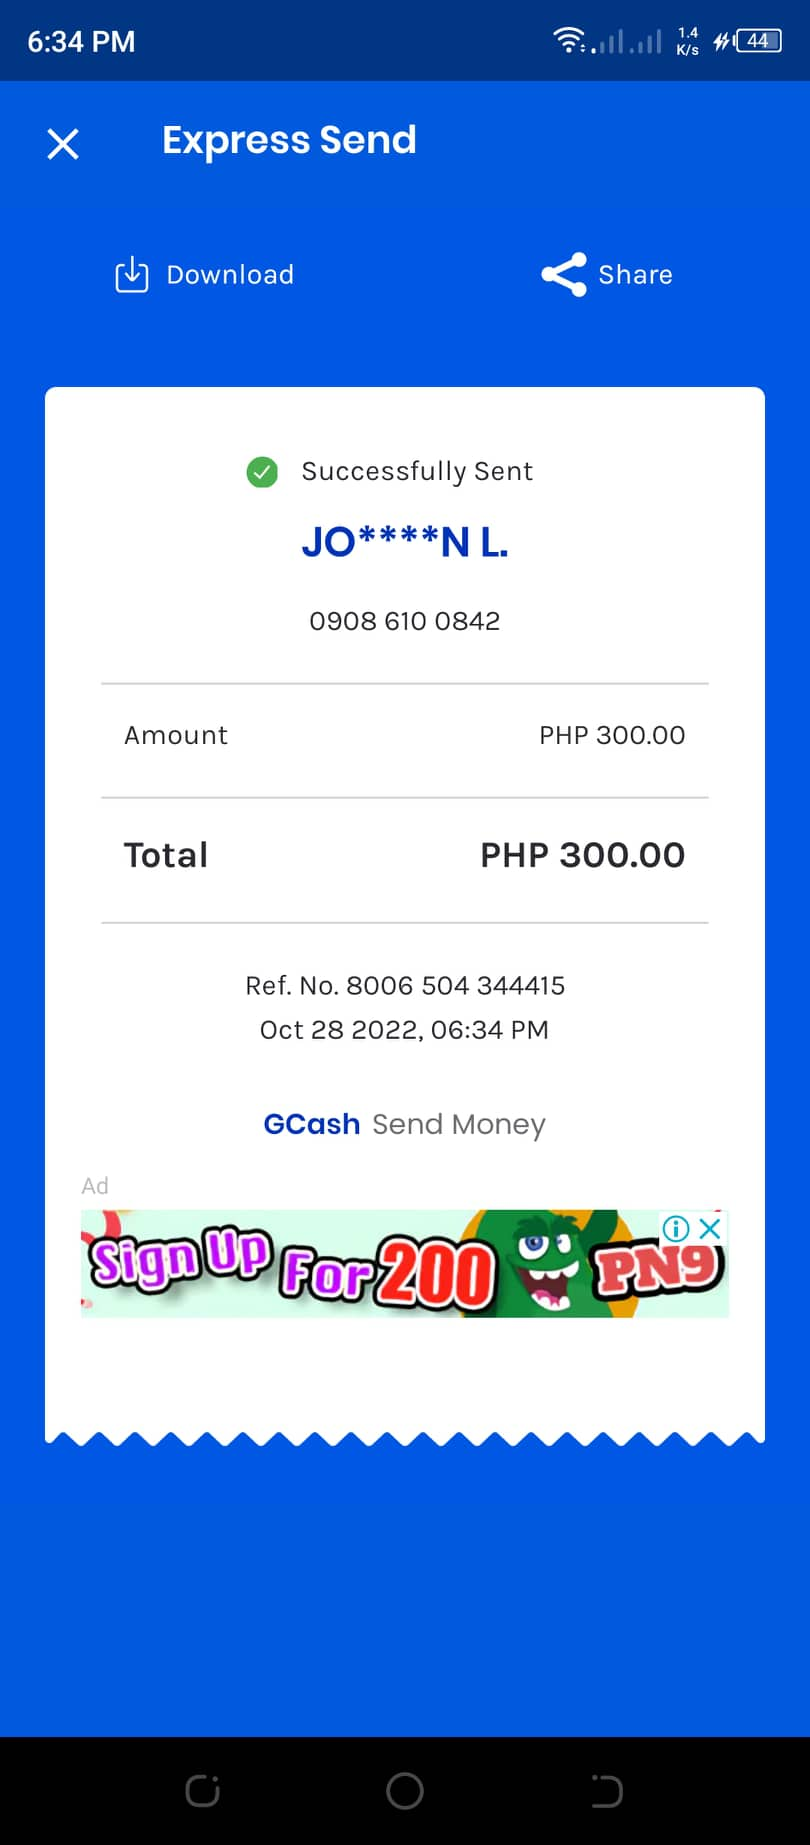 6:34 PM
1.4
K/s
44
Express Send
Download
Share
Successfully Sent
JO****N L.
0908 610 0842
Amount PHP 300.00
Total PHP 300.00
Ref. No. 8006 504 344415
Oct 28 2022, 06:34 PM
GCash Send Money
Ad
Sign Up For 200 PN9